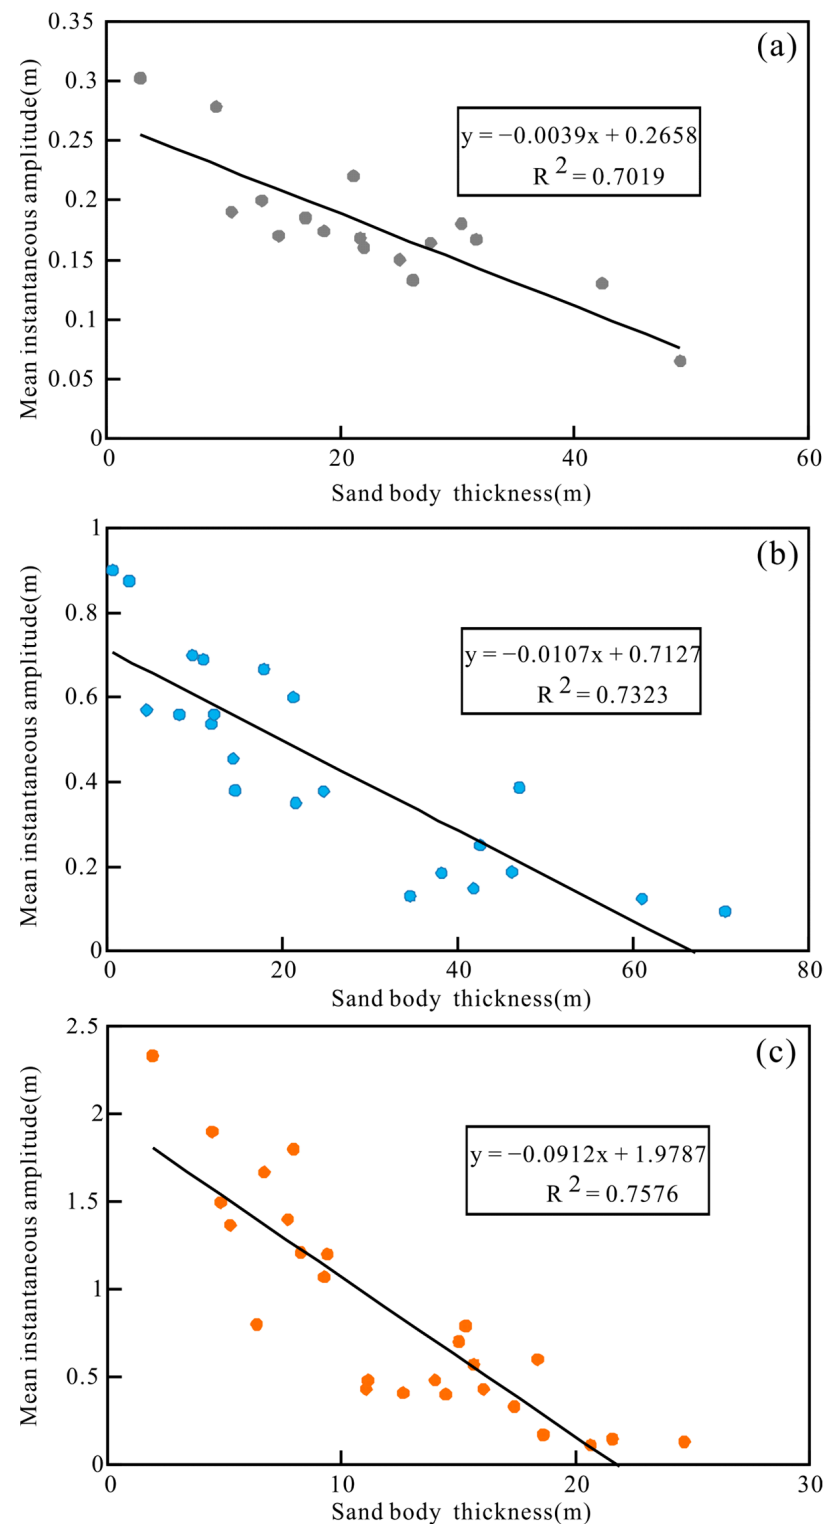 0.35
(a)
0.3
y = −0.0039x + 0.2658
0.25
R 2 = 0.7019
0.2
0.15
0.1
0.05
0
0 20 40 60
Mean instantaneous amplitude(m)
Sand body thickness(m)
1
(b)
0.8
y = −0.0107x + 0.7127
R 2 = 0.7323
0.6
0.4
0.2
0
0 20 40 60 80
Mean instantaneous amplitude(m)
Sand body thickness(m)
2.5
(c)
2
y = −0.0912x + 1.9787
R 2 = 0.7576
1.5
1
0.5
0
0 10 20 30
Mean instantaneous amplitude(m)
Sand body thickness(m)